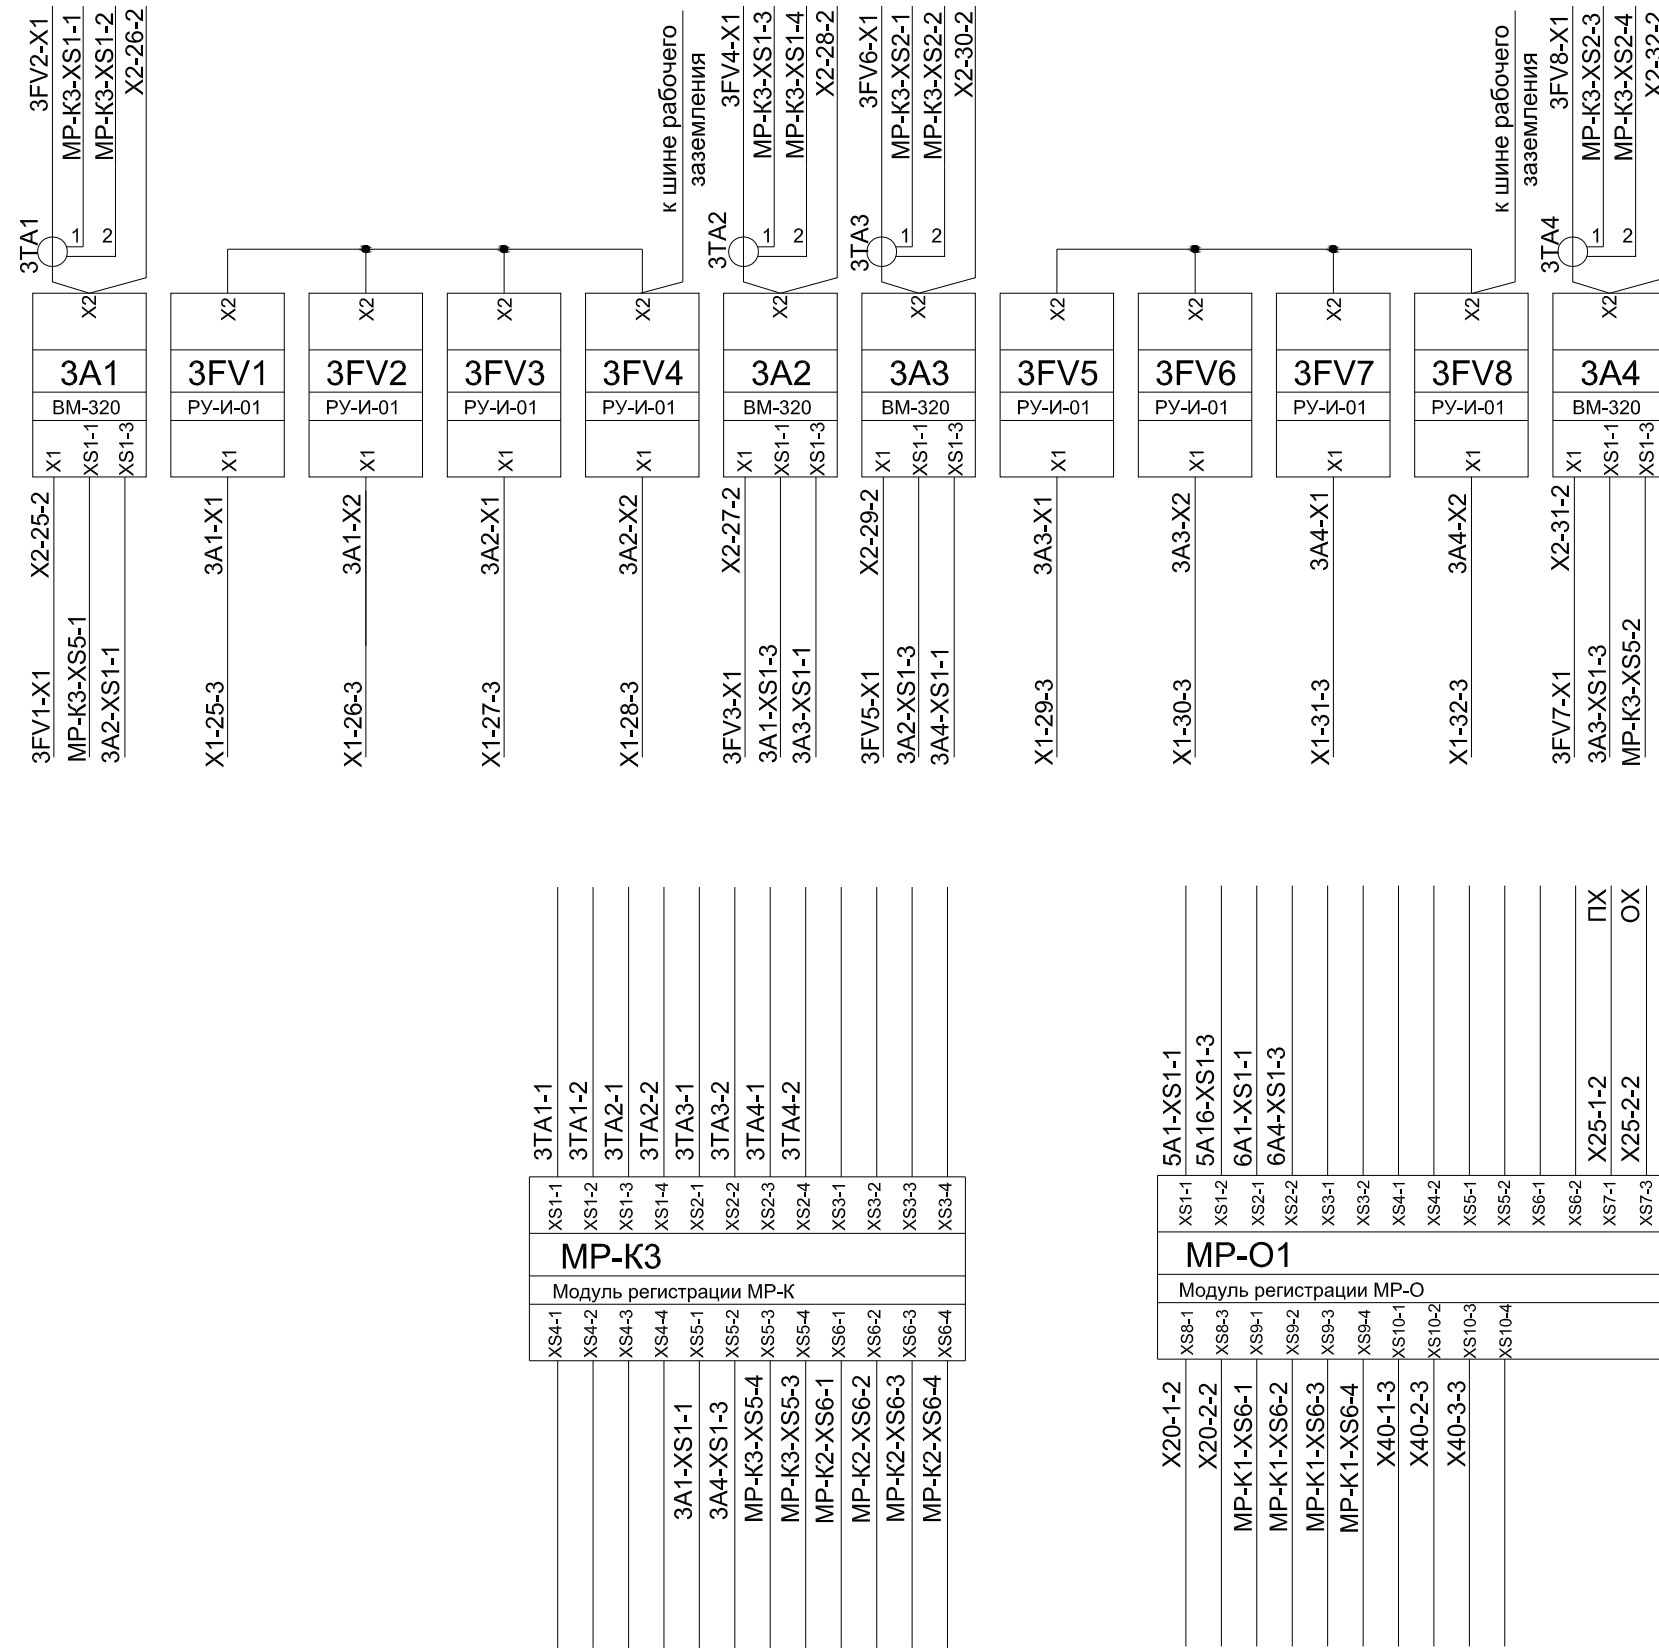 3FV2-X1
МР-К3-XS1-1
МР-К3-XS1-2
X2-26-2
к шине рабочего
заземления
3FV4-X1
МР-К3-XS1-3
МР-К3-XS1-4
X2-28-2
3FV6-X1
МР-К3-XS2-1
МР-К3-XS2-2
X2-30-2
к шине рабочего
заземления
3FV8-X1
МР-К3-XS2-3
МР-К3-XS2-4
X2-32-2
3TA1
1
2
3TA2
1
2
3TA3
1
2
3TA4
1
2
X2
X2
X2
X2
X2
X2
X2
X2
X2
X2
X2
X2
3A1
3FV1
3FV2
3FV3
3FV4
3A2
3A3
3FV5
3FV6
3FV7
3FV8
3A4
ВМ-320
РУ-И-01
РУ-И-01
РУ-И-01
РУ-И-01
ВМ-320
ВМ-320
РУ-И-01
РУ-И-01
РУ-И-01
РУ-И-01
ВМ-320
X1
XS1-1
XS1-3
X1
X1
X1
X1
X1
XS1-1
XS1-3
X1
XS1-1
XS1-3
X1
X1
X1
X1
X1
XS1-1
XS1-3
X2-25-2
3A1-X1
3A1-X2
3A2-X1
3A2-X2
X2-27-2
X2-29-2
3A3-X1
3A3-X2
3A4-X1
3A4-X2
X2-31-2
3FV1-X1
МР-К3-XS5-1
3A2-XS1-1
X1-25-3
X1-26-3
X1-27-3
X1-28-3
3FV3-X1
3A1-XS1-3
3A3-XS1-1
3FV5-X1
3A2-XS1-3
3A4-XS1-1
X1-29-3
X1-30-3
X1-31-3
X1-32-3
3FV7-X1
3A3-XS1-3
МР-К3-XS5-2
3TA1-1
3TA1-2
3TA2-1
3TA2-2
3TA3-1
3TA3-2
3TA4-1
3TA4-2
XS1-1
XS1-2
XS1-3
XS1-4
XS2-1
XS2-2
XS2-3
XS2-4
XS3-1
XS3-2
XS3-3
XS3-4
МР-К3
Модуль регистрации МР-К
XS4-1
XS4-2
XS4-3
XS4-4
XS5-1
XS5-2
XS5-3
XS5-4
XS6-1
XS6-2
XS6-3
XS6-4
3A1-XS1-1
3A4-XS1-3
МР-К3-XS5-4
МР-К3-XS5-3
МР-К2-XS6-1
МР-К2-XS6-2
МР-К2-XS6-3
МР-К2-XS6-4
ПХ
ОХ
5A1-XS1-1
5A16-XS1-3
6A1-XS1-1
6A4-XS1-3
X25-1-2
X25-2-2
XS1-1
XS1-2
XS2-1
XS2-2
XS3-1
XS3-2
XS4-1
XS4-2
XS5-1
XS5-2
XS6-1
XS6-2
XS7-1
XS7-3
МР-О1
Модуль регистрации МР-О
XS8-1
XS8-3
XS9-1
XS9-2
XS9-3
XS9-4
XS10-1
XS10-2
XS10-3
XS10-4
X20-1-2
X20-2-2
МР-К1-XS6-1
МР-К1-XS6-2
МР-К1-XS6-3
МР-К1-XS6-4
X40-1-3
X40-2-3
X40-3-3